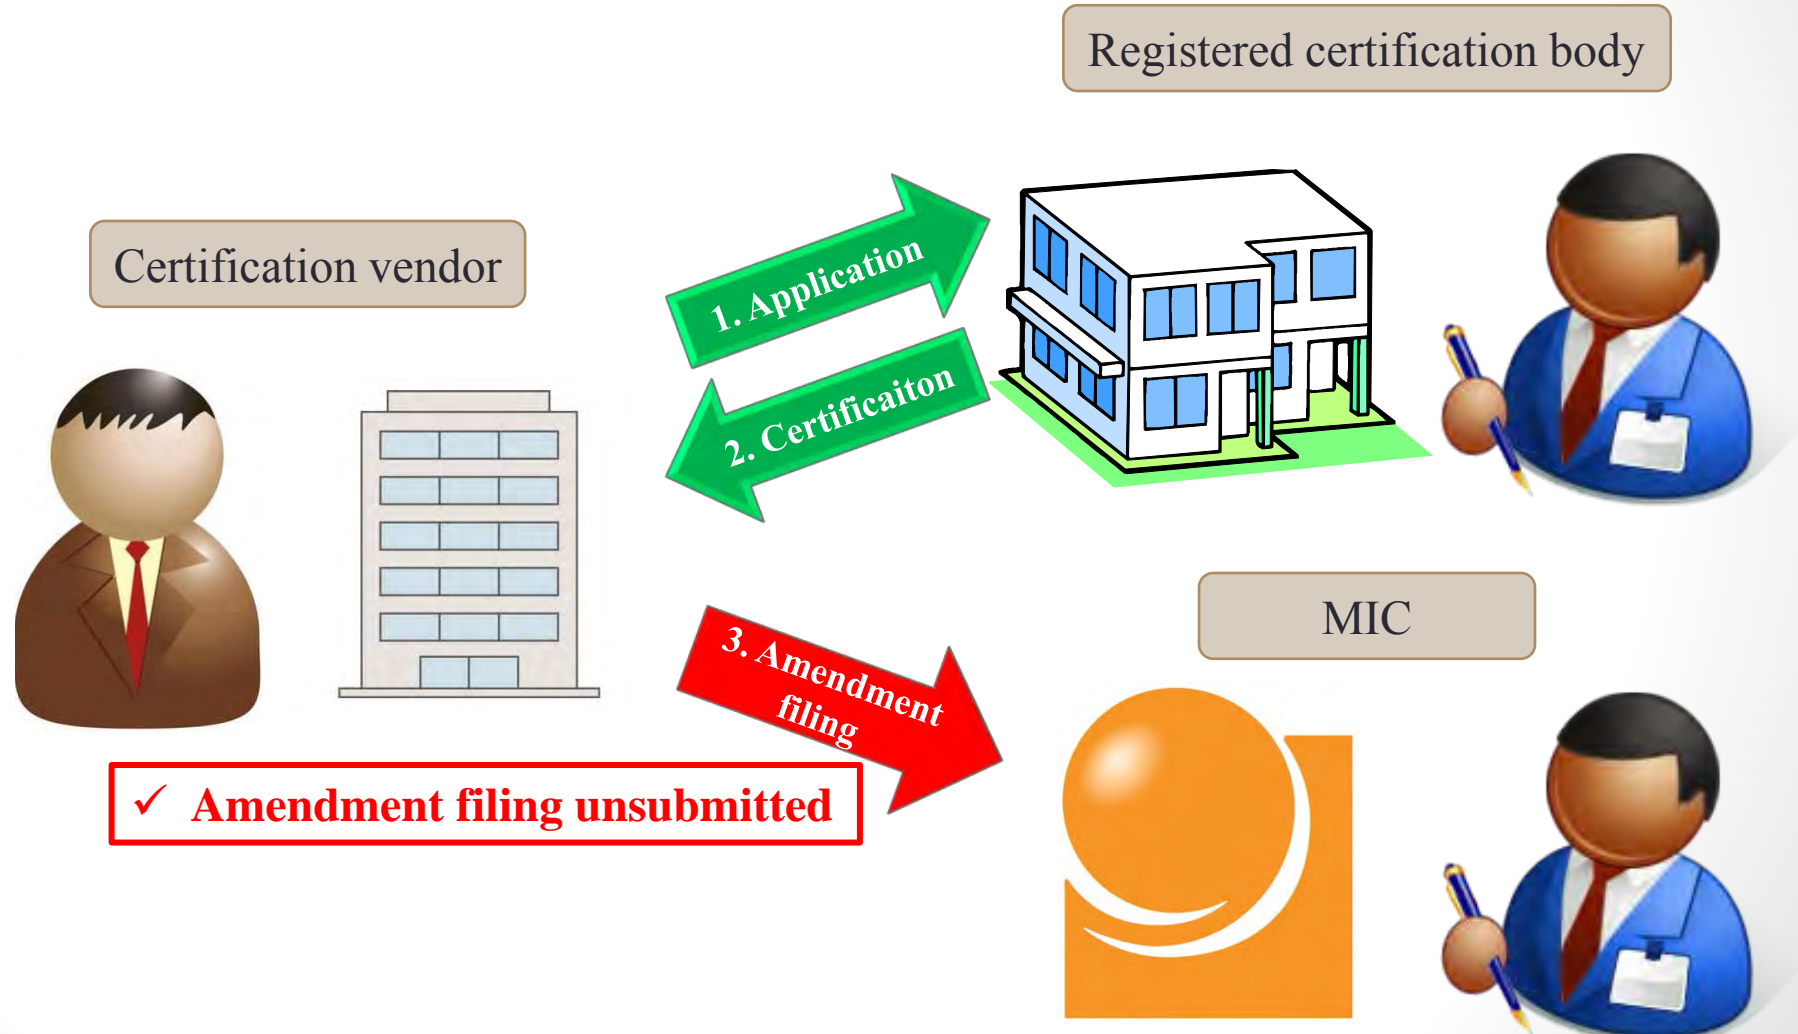 Registered certification body
Certification vendor
1. Application
2. Certificaiton
MIC
3. Amendment
filing
✓ Amendment filing unsubmitted